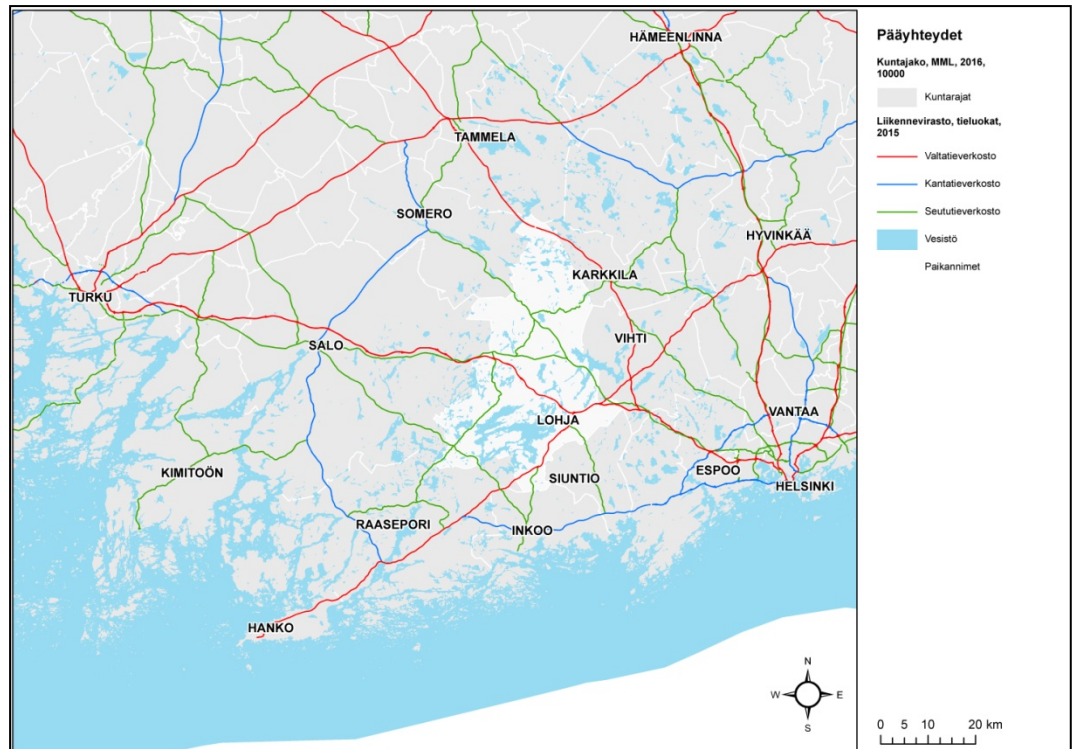 HÄMEENLINNA
TAMMELA
SOMERO
HYVINKÄÄ
KARKKILA
TURKU
VIHTI
SALO
VANTAA
LOHJA
ESPOO
KIMITOÖN
SIUNTIO
HELSINKI
RAASEPORI
INKOO
HANKO
N
W
E
S
Pääyhteydet
Kuntajako, MML, 2016,
10000
Kuntarajat
Liikennevirasto, tieluokat,
2015
Valtatieverkosto
Kantatieverkosto
Seututieverkosto
Vesistö
Paikannimet
0 5 10 20 km